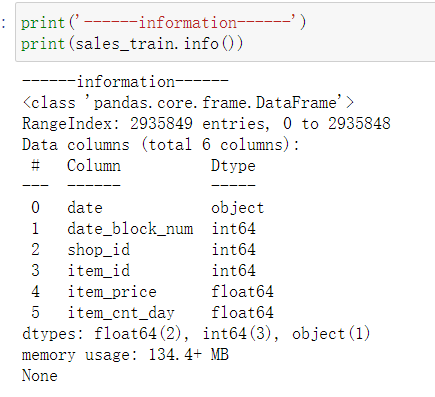 :
print('------information------')
print(sales_train.info())
------information------
<class 'pandas.core.frame.DataFrame'>
RangeIndex: 2935849 entries, 0 to 2935848
Data columns (total 6 columns):
 #   Column          Dtype
---  ------          -----
 0   date            object
 1   date_block_num  int64
 2   shop_id         int64
 3   item_id         int64
 4   item_price      float64
 5   item_cnt_day    float64
dtypes: float64(2), int64(3), object(1)
memory usage: 134.4+ MB
None